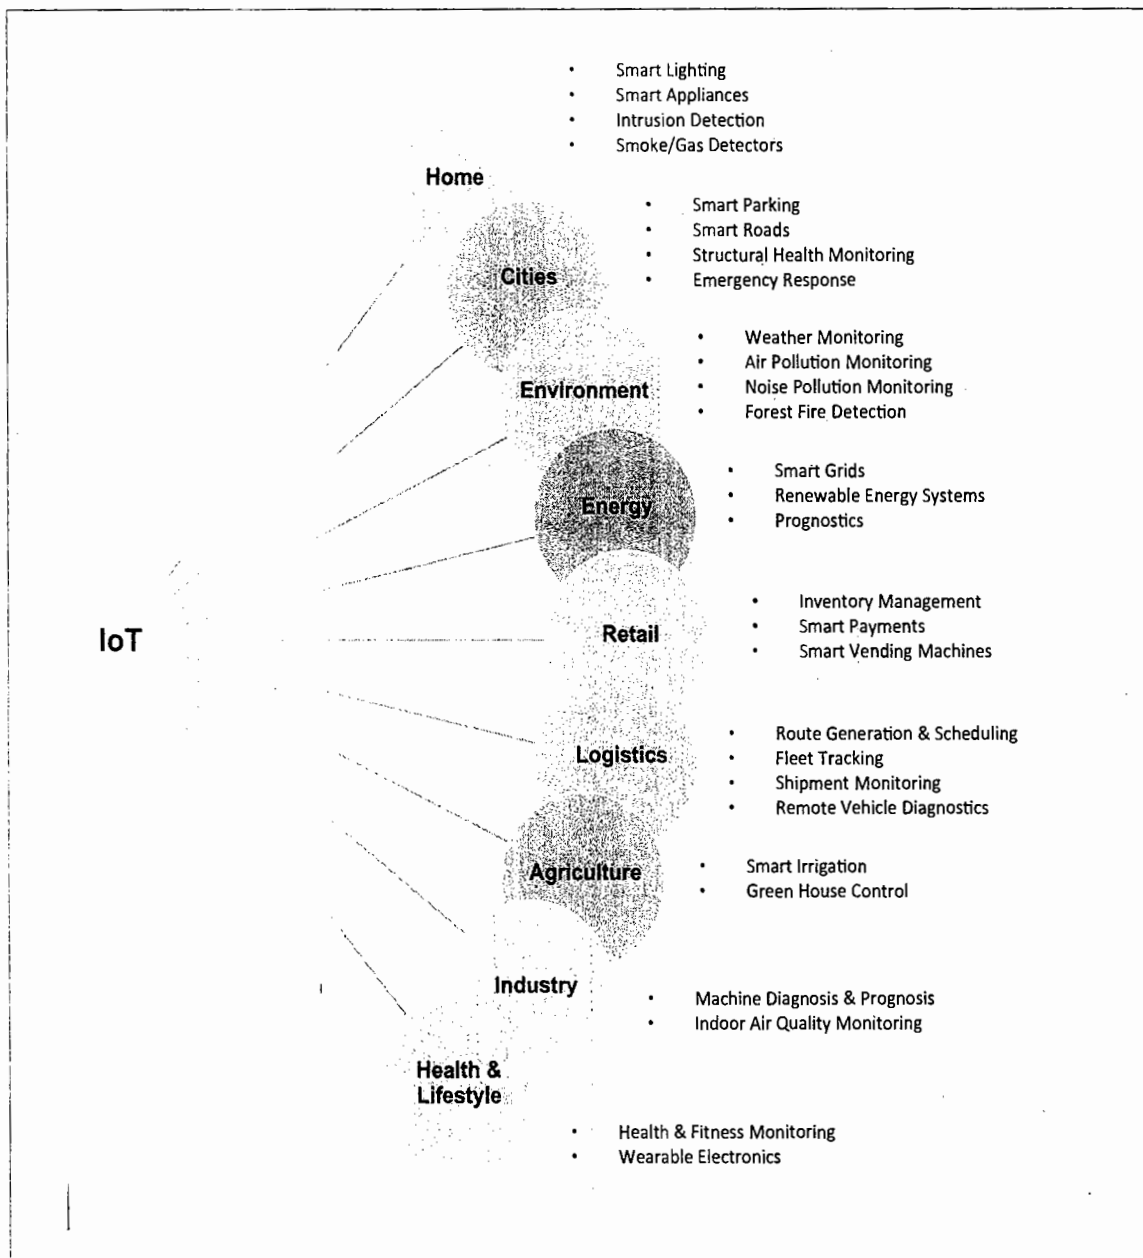 • Smart Lighting
• Smart Appliances
• Intrusion Detection
• Smoke/Gas Detectors
Home
• Smart Parking
• Smart Roads
• Structural Health Monitoring
• Emergency Response
Cities
• Weather Monitoring
• Air Pollution Monitoring
• Noise Pollution Monitoring
• Forest Fire Detection
Environment
• Smart Grids
• Renewable Energy Systems
• Prognostics
Energy
• Inventory Management
• Smart Payments
• Smart Vending Machines
Retail
IoT
• Route Generation & Scheduling
• Fleet Tracking
• Shipment Monitoring
• Remote Vehicle Diagnostics
Logistics
• Smart Irrigation
• Green House Control
Agriculture
Industry
• Machine Diagnosis & Prognosis
• Indoor Air Quality Monitoring
Health &
Lifestyle
• Health & Fitness Monitoring
• Wearable Electronics